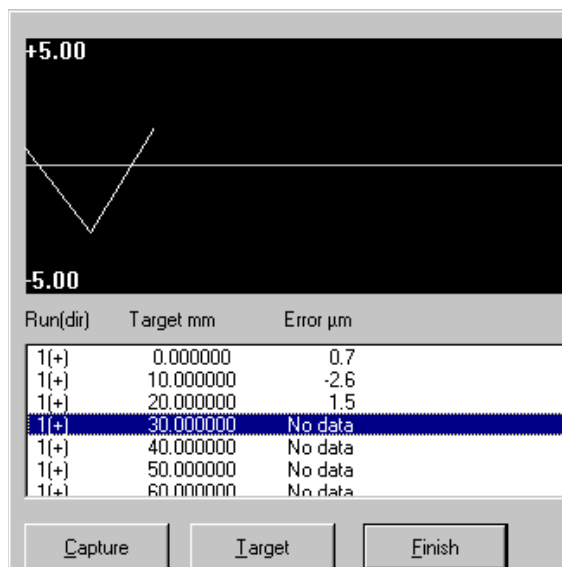 +5.00
-5.00
Run(dir) Target mm Error µm
1(+) 0.000000 0.7
1(+) 10.000000 -2.6
1(+) 20.000000 1.5
1(+) 30.000000 No data
1(+) 40.000000 No data
1(+) 50.000000 No data
1(+) 60.000000 No data
Capture Target Finish